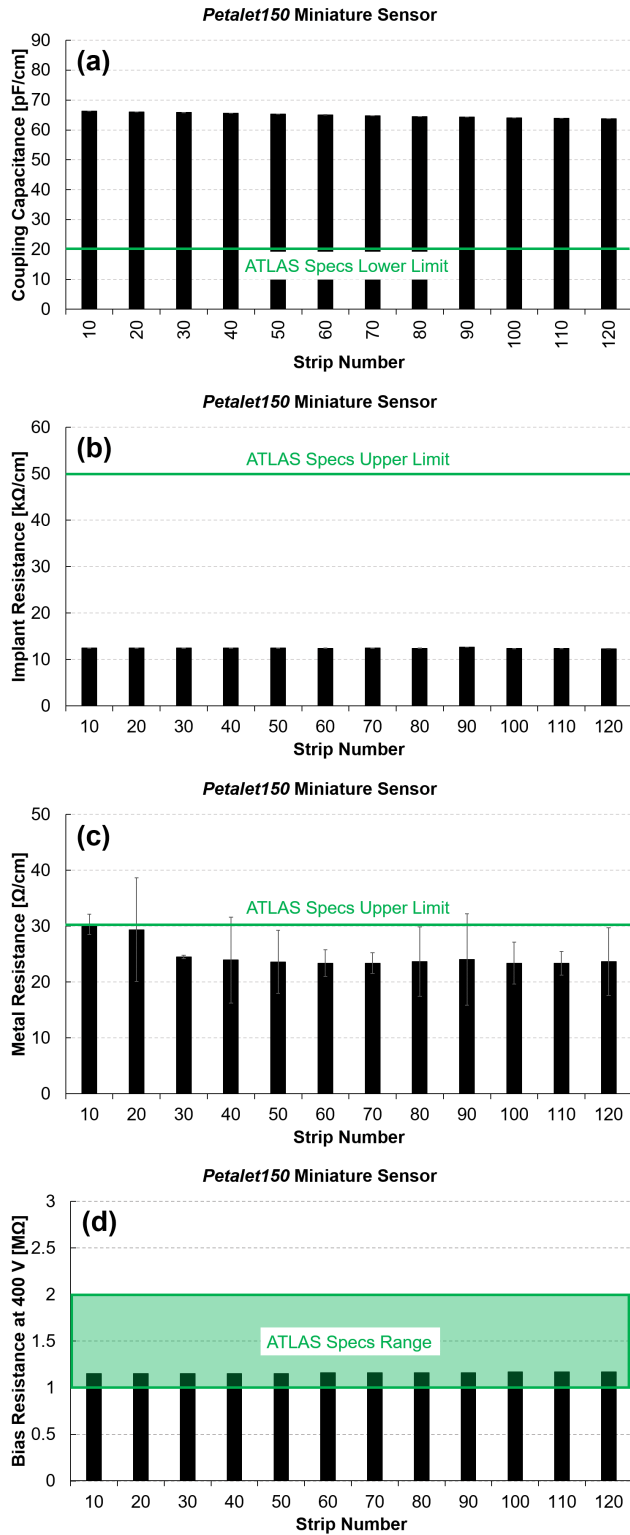 Petalet150 Miniature Sensor
(a)
Coupling Capacitance [pF/cm]
90
80
70
60
50
40
30
20
10
0
ATLAS Specs Lower Limit
10 20 30 40 50 60 70 80 90 100 110 120
Strip Number
Petalet150 Miniature Sensor
(b)
Implant Resistance [kΩ/cm]
60
50
40
30
20
10
0
ATLAS Specs Upper Limit
10 20 30 40 50 60 70 80 90 100 110 120
Strip Number
Petalet150 Miniature Sensor
(c)
Metal Resistance [Ω/cm]
50
40
30
20
10
0
ATLAS Specs Upper Limit
10 20 30 40 50 60 70 80 90 100 110 120
Strip Number
Petalet150 Miniature Sensor
(d)
Bias Resistance at 400 V [MΩ]
3
2.5
2
1.5
1
0.5
0
ATLAS Specs Range
10 20 30 40 50 60 70 80 90 100 110 120
Strip Number